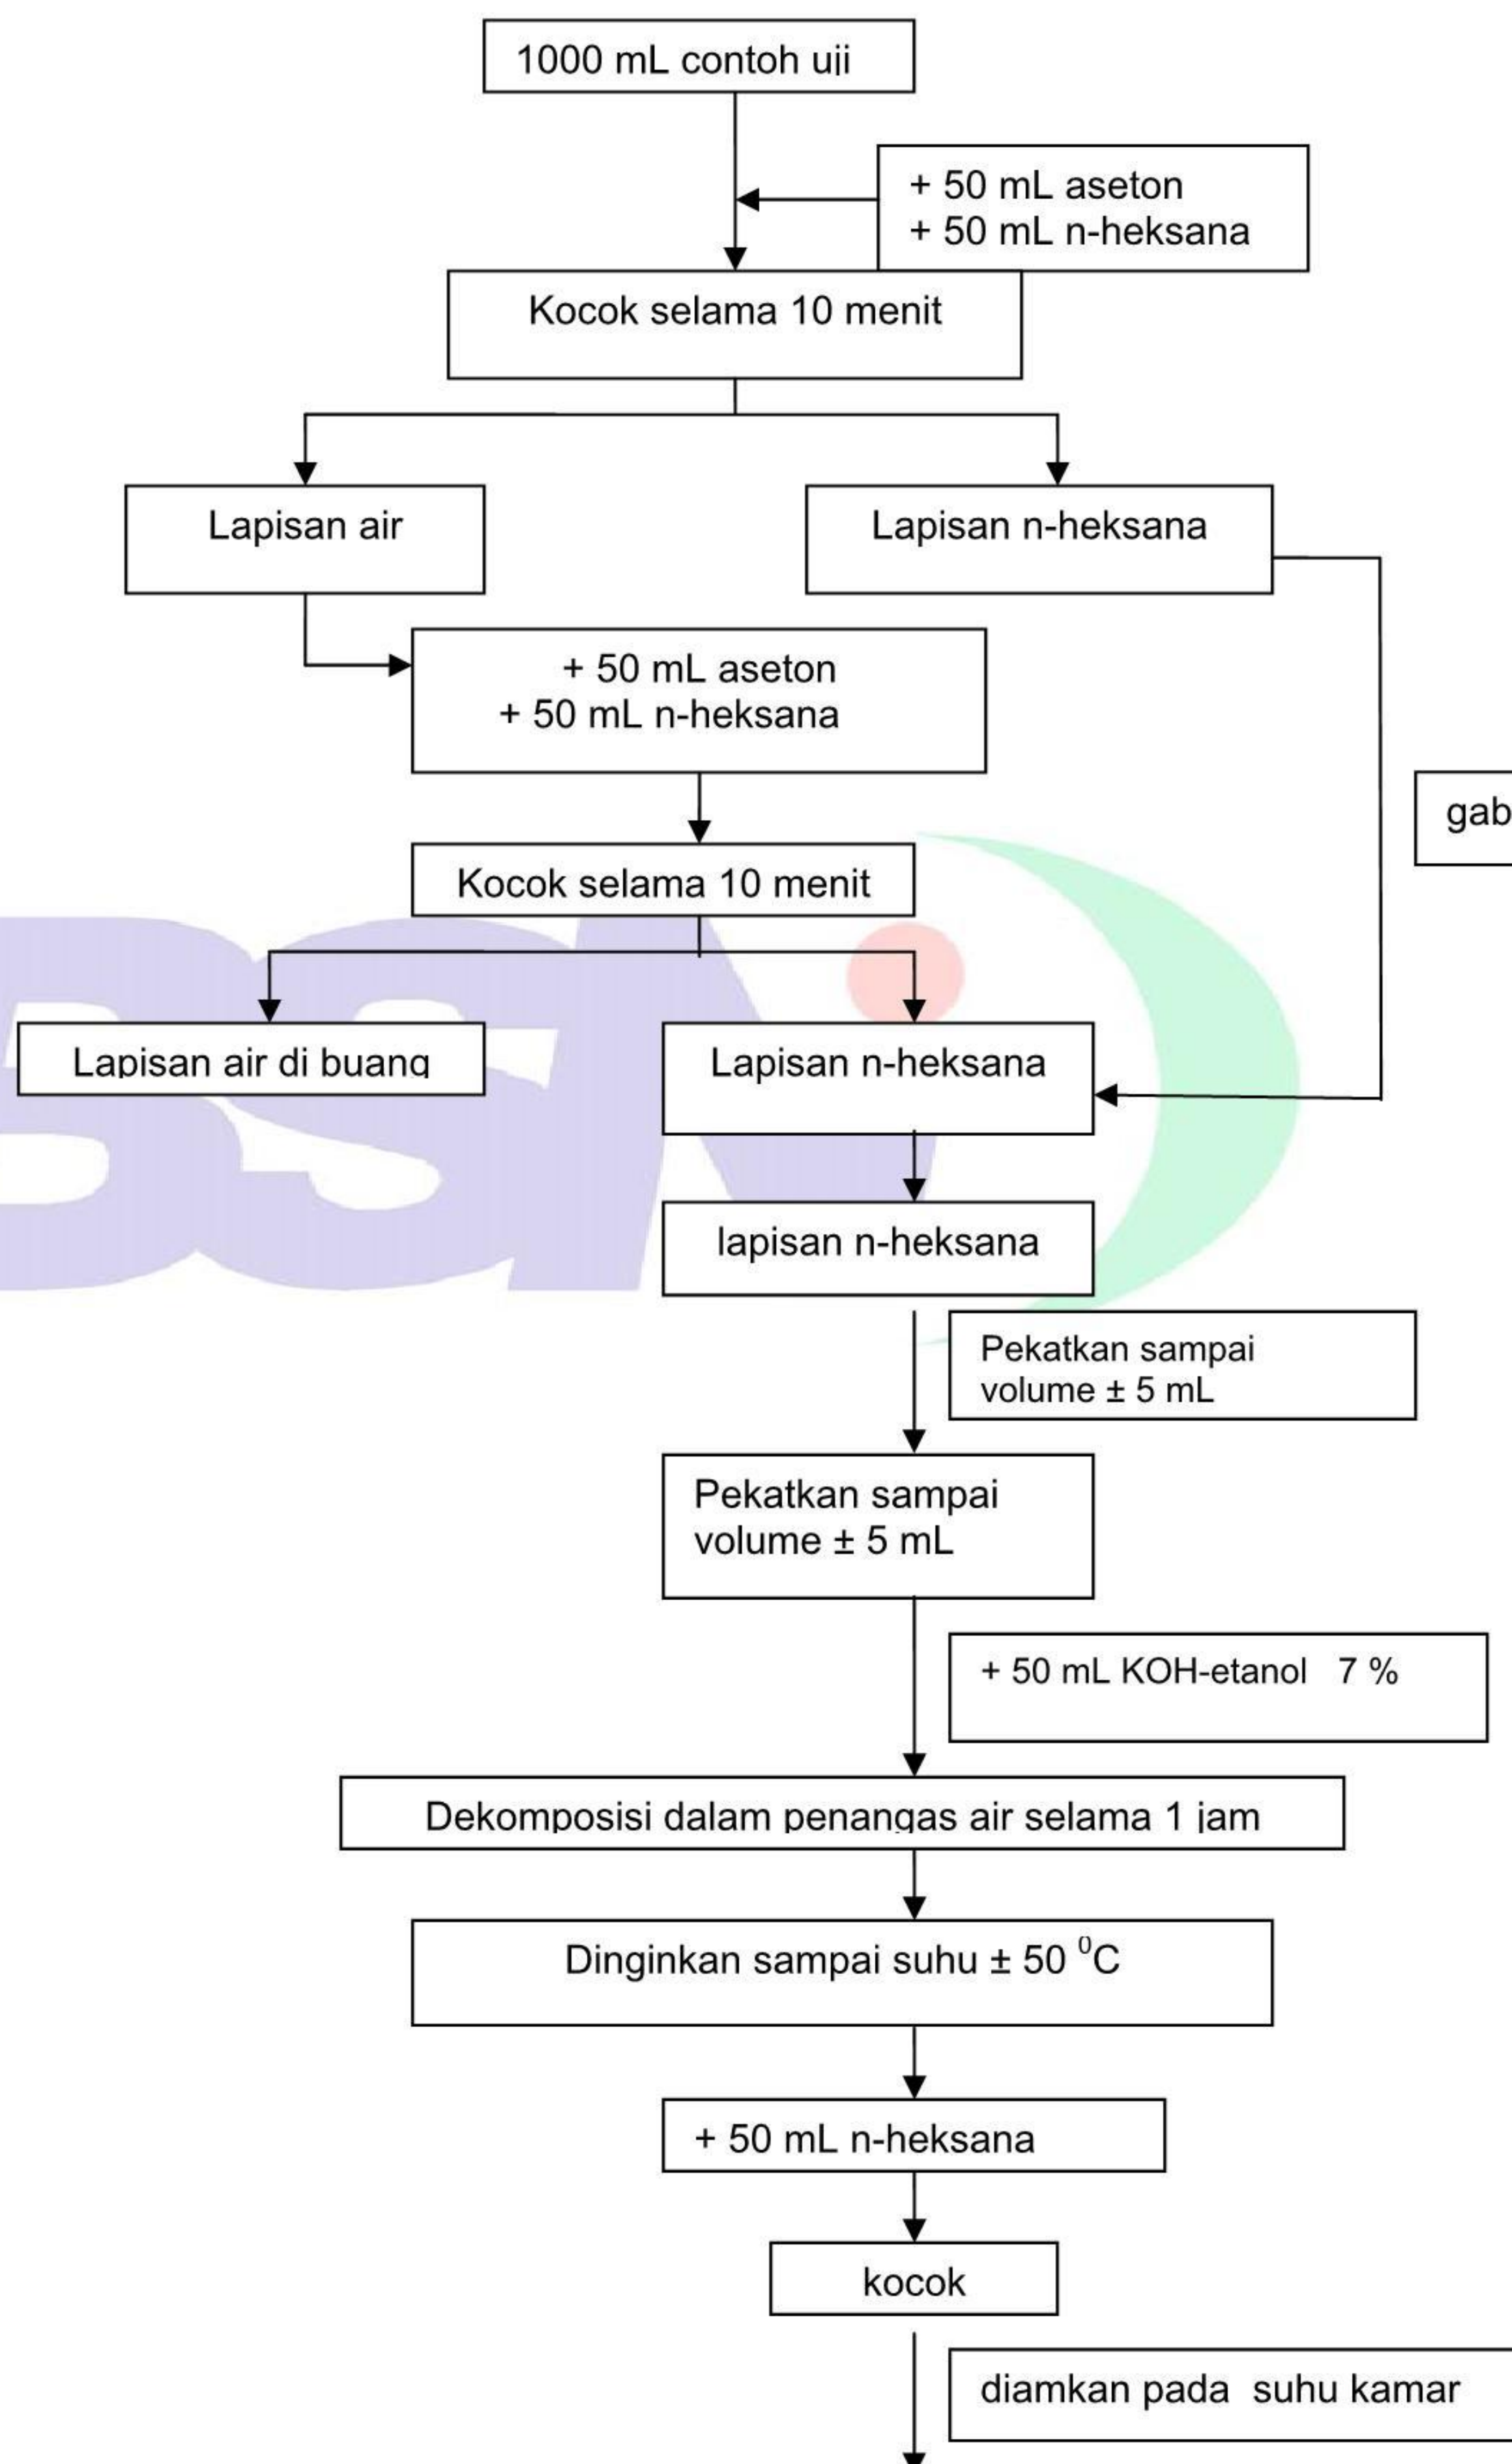 1000 mL contoh uji
+ 50 mL aseton
+ 50 mL n-heksana
Kocok selama 10 menit
Lapisan air
Lapisan n-heksana
+ 50 mL aseton
+ 50 mL n-heksana
gab
Kocok selama 10 menit
BSN
Lapisan air di buang
Lapisan n-heksana
lapisan n-heksana
Pekatkan sampai
volume ± 5 mL
Pekatkan sampai
volume ± 5 mL
+ 50 mL KOH-etanol 7 %
Dekomposisi dalam penangas air selama 1 jam
Dinginkan sampai suhu ± 50 ⁰C
+ 50 mL n-heksana
kocok
diamkan pada suhu kamar